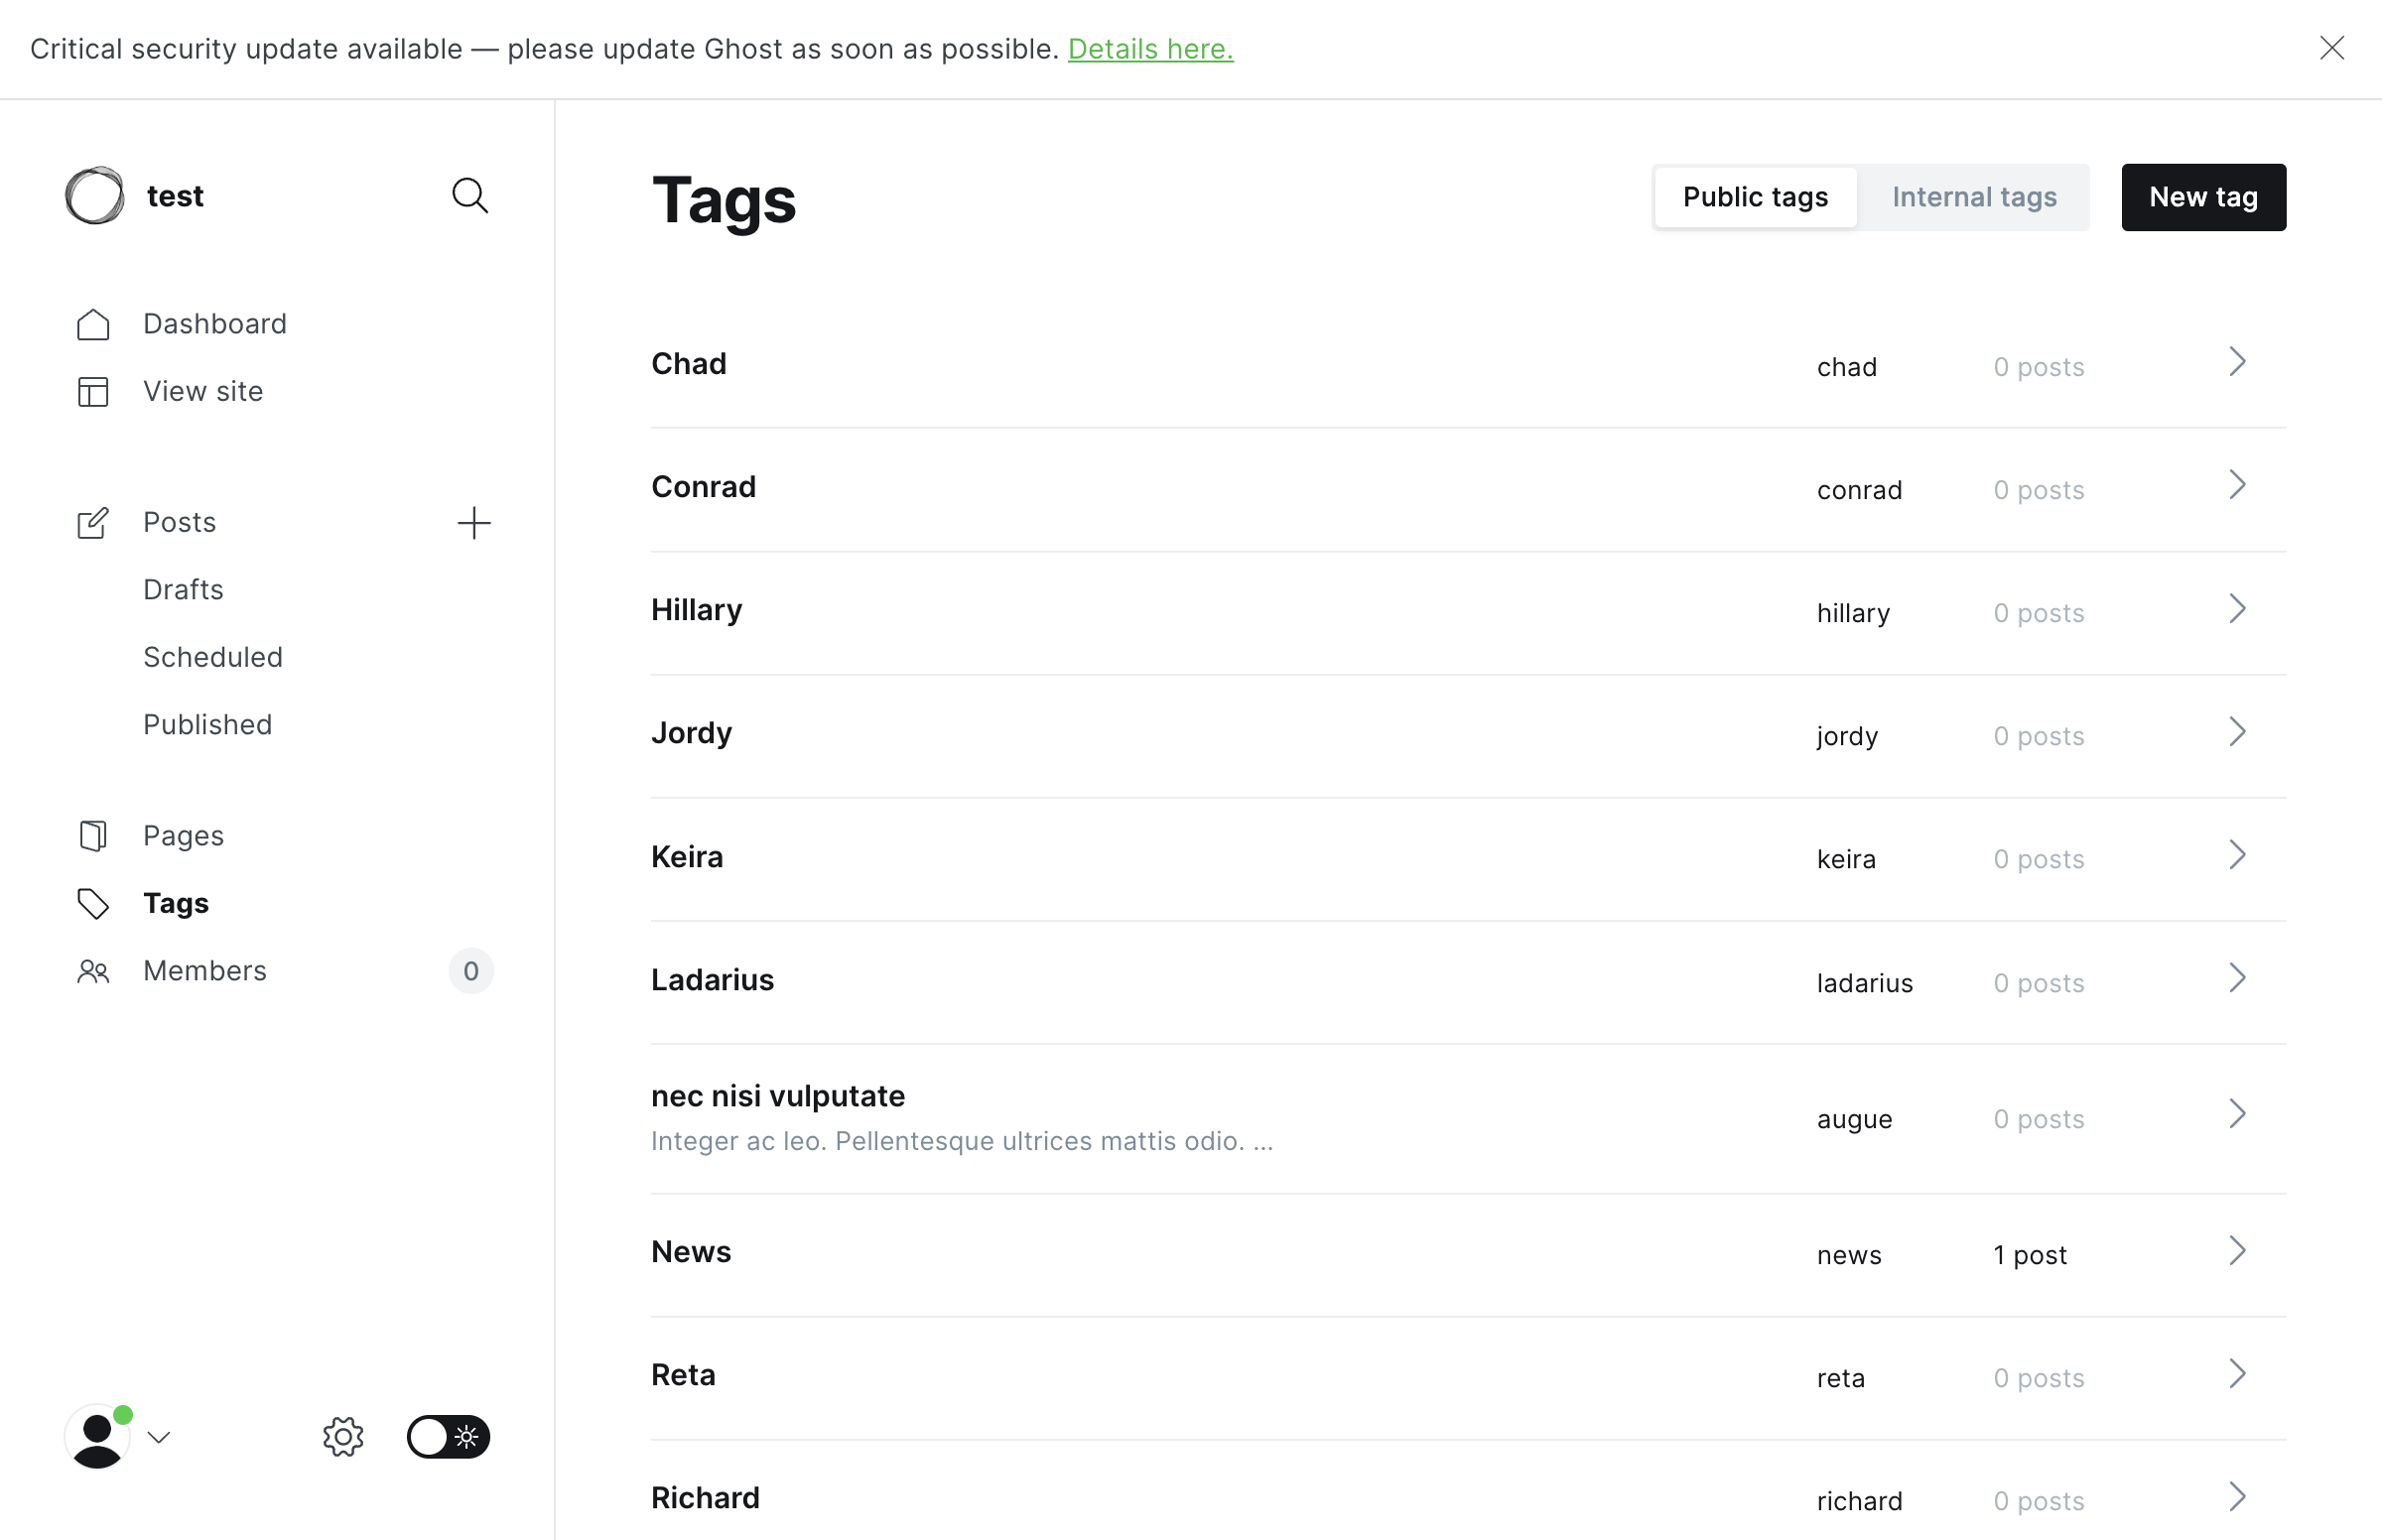 Critical security update available — please update Ghost as soon as possible. Details here.
test
Dashboard
View site
Posts
Drafts
Scheduled
Published
Pages
Tags
Members 0
Tags
Public tags Internal tags New tag
Chad chad 0 posts
Conrad conrad 0 posts
Hillary hillary 0 posts
Jordy jordy 0 posts
Keira keira 0 posts
Ladarius ladarius 0 posts
nec nisi vulputate
Integer ac leo. Pellentesque ultrices mattis odio. ...
augue 0 posts
News news 1 post
Reta reta 0 posts
Richard richard 0 posts